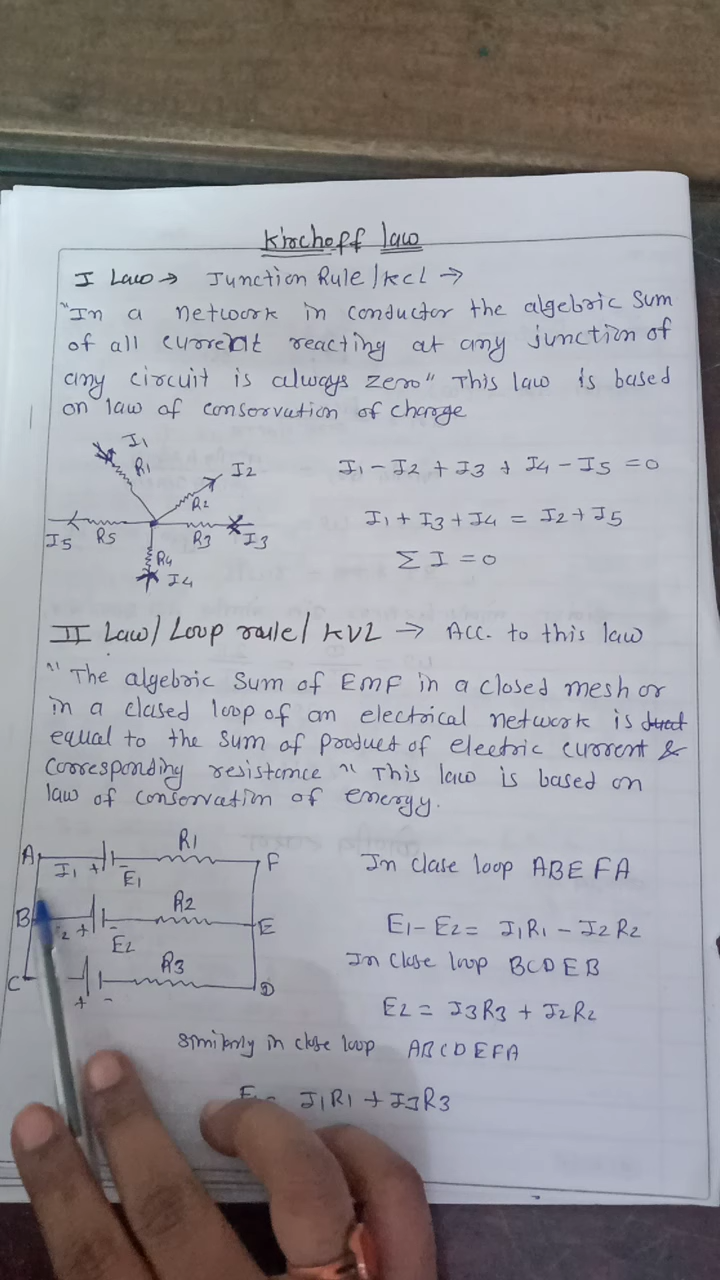 Kirchoff law
I Law → Junction Rule/KCL →
"In a network in conductor the algebric sum
of all current reacting at any junction of
any circuit is always zero" This law is based
on law of conservation of charge
I1
R1
I2
R2
I5
R5
R3
I3
R4
I4
I1 - I2 + I3 + I4 - I5 = 0
I1 + I3 + I4 = I2 + I5
Σ I = 0
II Law/ Loop rule/ KVL → Acc. to this law
"The algebric sum of EMF in a closed mesh or
in a closed loop of an electrical network is
equal to the sum of product of electric current &
corresponding resistance" This law is based on
law of conservation of energy.
A
I1
+
-
E1
R1
F
B
2
+
-
E2
R2
E
C
+
-
R3
D
In close loop ABEFA
E1 - E2 = I1R1 - I2R2
In close loop BCDEB
E2 = I3R3 + I2R2
Similarly in close loop ABCDEFA
= I1R1 + I3R3